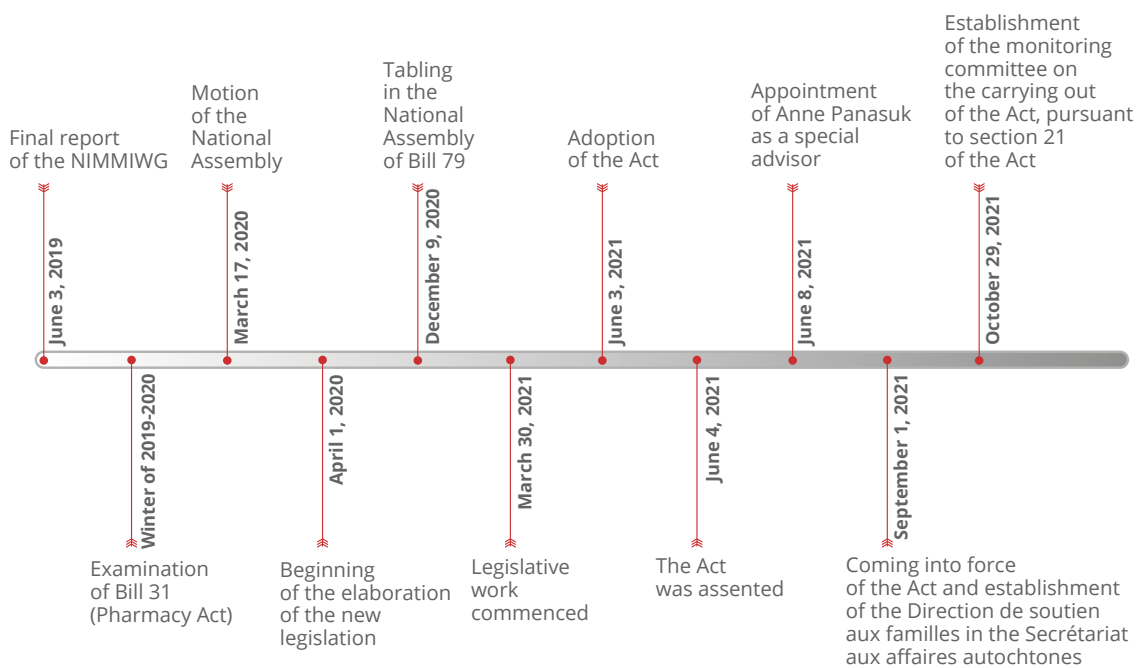 Final report
of the NIMMIWG
June 3, 2019
Winter of 2019-2020
Examination
of Bill 31
(Pharmacy Act)
Motion
of the
National
Assembly
March 17, 2020
April 1, 2020
Beginning
of the elaboration
of the new
legislation
Tabling
in the
National
Assembly
of Bill 79
December 9, 2020
March 30, 2021
Legislative
work
commenced
Adoption
of the Act
June 3, 2021
June 4, 2021
The Act
was assented
Appointment
of Anne Panasuk
as a special
advisor
June 8, 2021
September 1, 2021
Coming into force
of the Act and establishment
of the Direction de soutien
aux familles in the Secrétariat
aux affaires autochtones
Establishment
of the monitoring
committee on
the carrying out
of the Act, pursuant
to section 21
of the Act
October 29, 2021